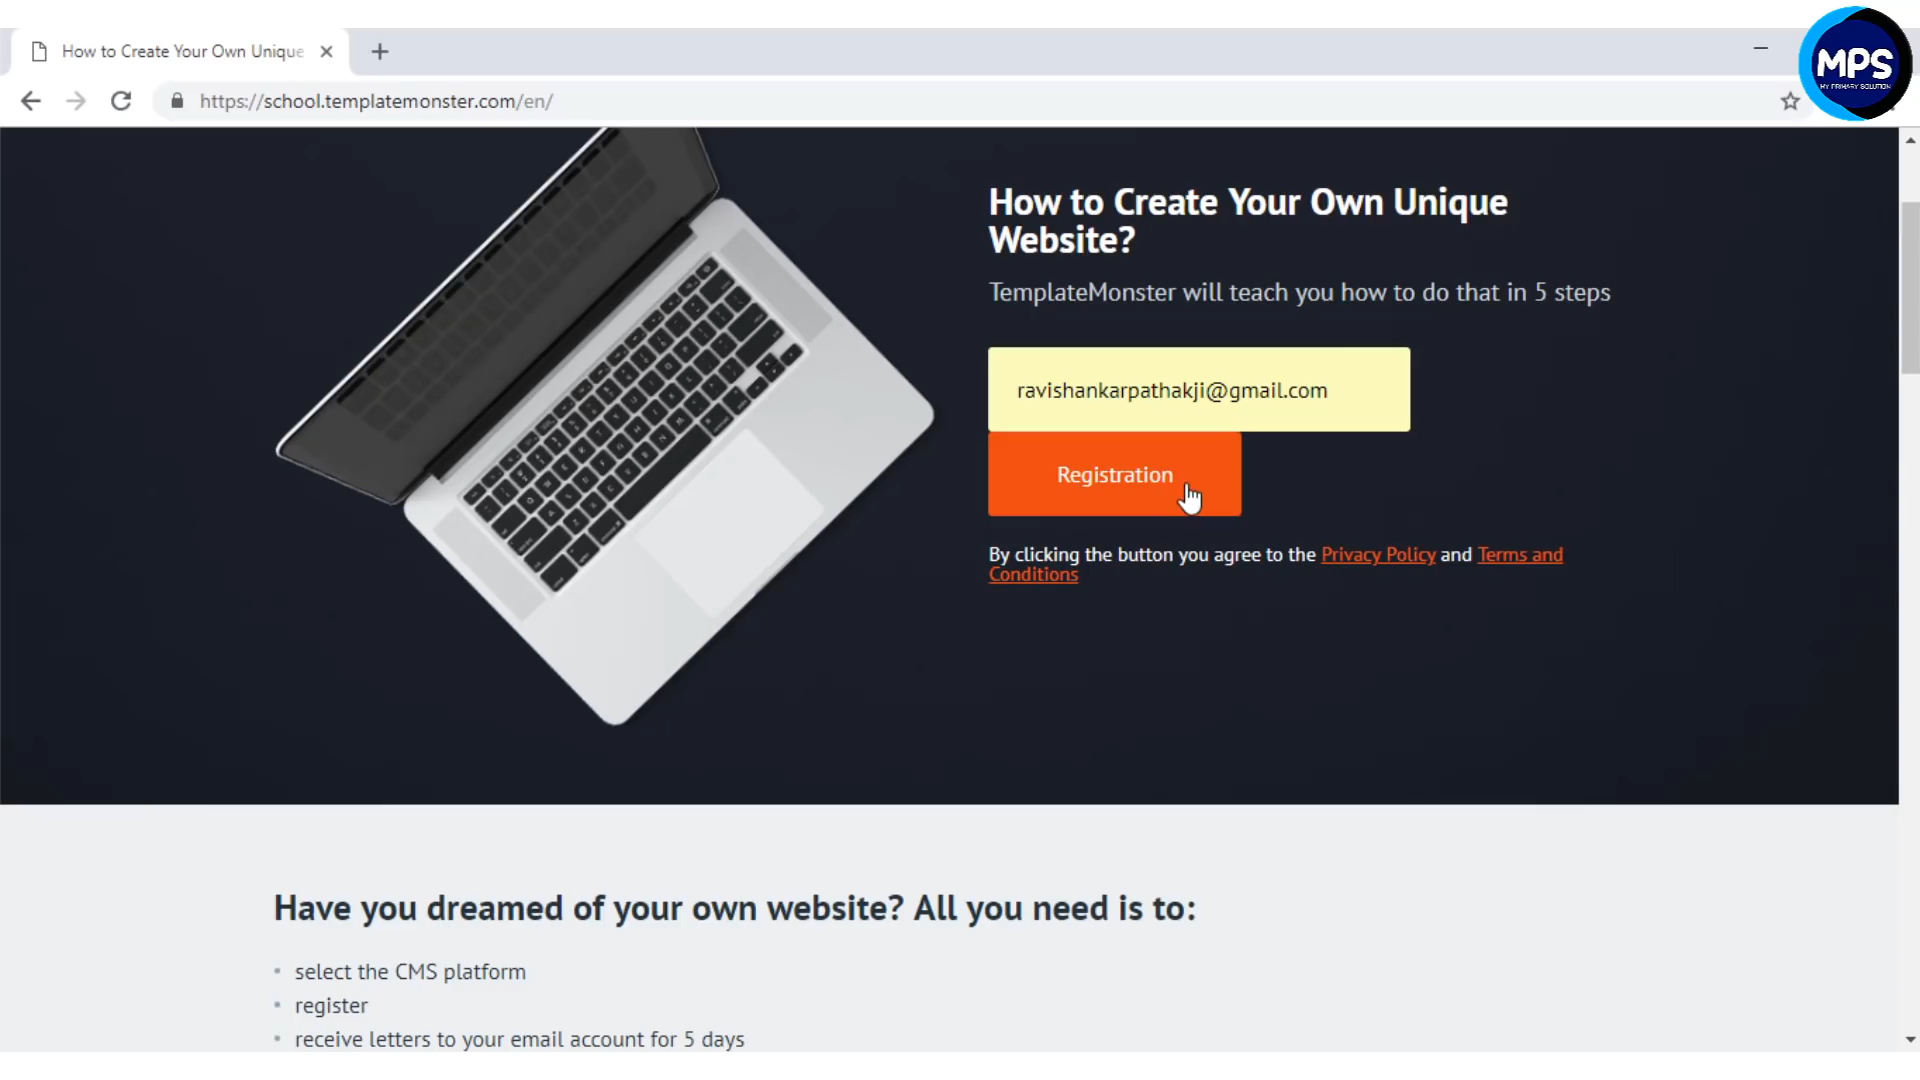 How to Create Your Own Unique
MPS
MY PRIMARY SOLUTION
https://school.templatemonster.com/en/
How to Create Your Own Unique
Website?
TemplateMonster will teach you how to do that in 5 steps
ravishankarpathakji@gmail.com
Registration
By clicking the button you agree to the Privacy Policy and Terms and
Conditions
Have you dreamed of your own website? All you need is to:
• select the CMS platform
• register
• receive letters to your email account for 5 days